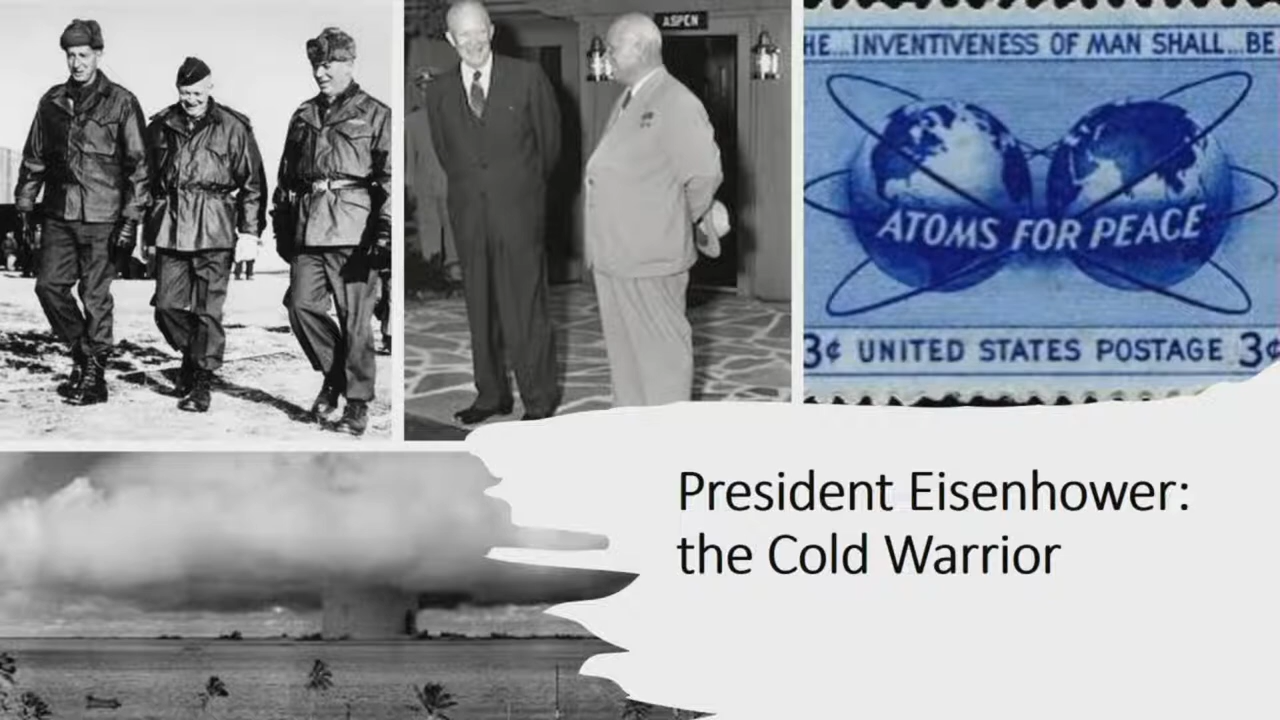 ASPEN
HE...INVENTIVENESS OF MAN SHALL...BE
ATOMS FOR PEACE
3¢ UNITED STATES POSTAGE 3¢
President Eisenhower:
the Cold Warrior